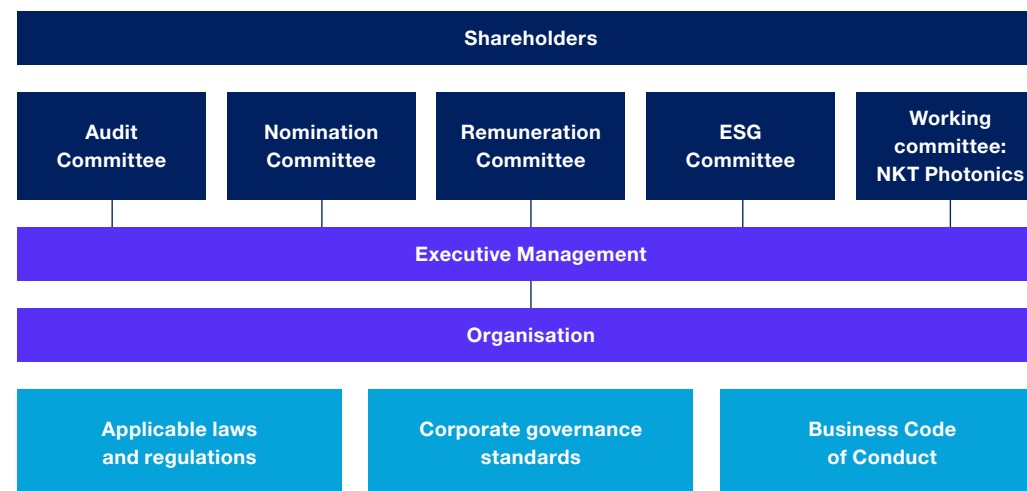 Shareholders
Audit
Committee
Nomination
Committee
Remuneration
Committee
ESG
Committee
Working
committee:
NKT Photonics
Executive Management
Organisation
Applicable laws
and regulations
Corporate governance
standards
Business Code
of Conduct